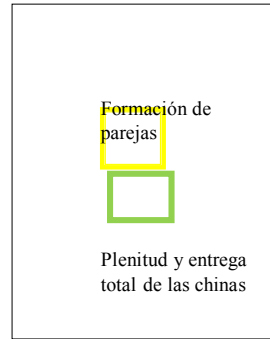 Formación de
parejas
Plenitud y entrega
total de las chinas